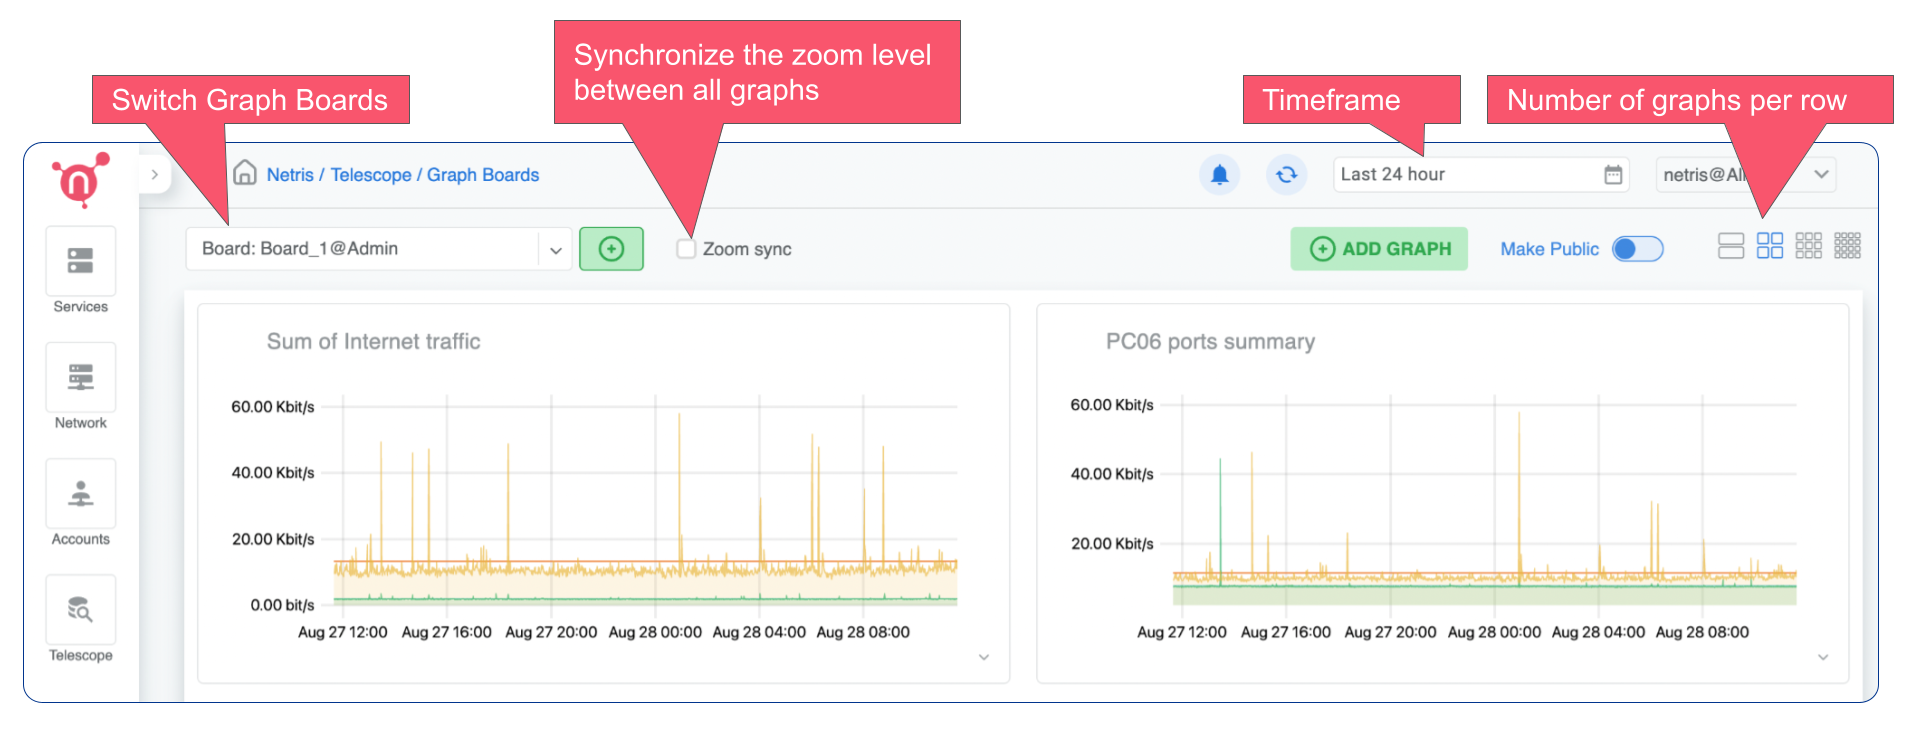 Synchronize the zoom level
between all graphs
Switch Graph Boards
Timeframe
Number of graphs per row
Netris / Telescope / Graph Boards
Last 24 hour
netris@Al
Board: Board_1@Admin
Zoom sync
ADD GRAPH
Make Public
Services
Network
Accounts
Telescope
Sum of Internet traffic
60.00 Kbit/s
40.00 Kbit/s
20.00 Kbit/s
0.00 bit/s
Aug 27 12:00 Aug 27 16:00 Aug 27 20:00 Aug 28 00:00 Aug 28 04:00 Aug 28 08:00
PC06 ports summary
60.00 Kbit/s
40.00 Kbit/s
20.00 Kbit/s
Aug 27 12:00 Aug 27 16:00 Aug 27 20:00 Aug 28 00:00 Aug 28 04:00 Aug 28 08:00